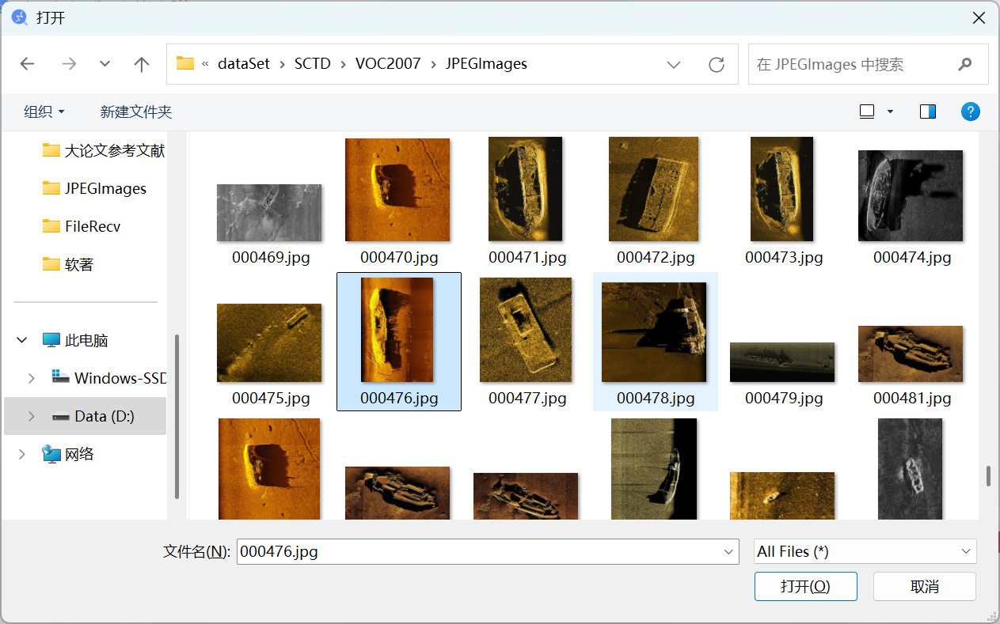 打开
« dataSet › SCTD › VOC2007 › JPEGImages
在 JPEGImages 中搜索
组织
新建文件夹
?
大论文参考文献
JPEGImages
FileRecv
软著
此电脑
Windows-SSD
Data (D:)
网络
000469.jpg 000470.jpg 000471.jpg 000472.jpg 000473.jpg 000474.jpg
000475.jpg 000476.jpg 000477.jpg 000478.jpg 000479.jpg 000481.jpg
文件名(N): 000476.jpg
All Files (*)
打开(O)
取消